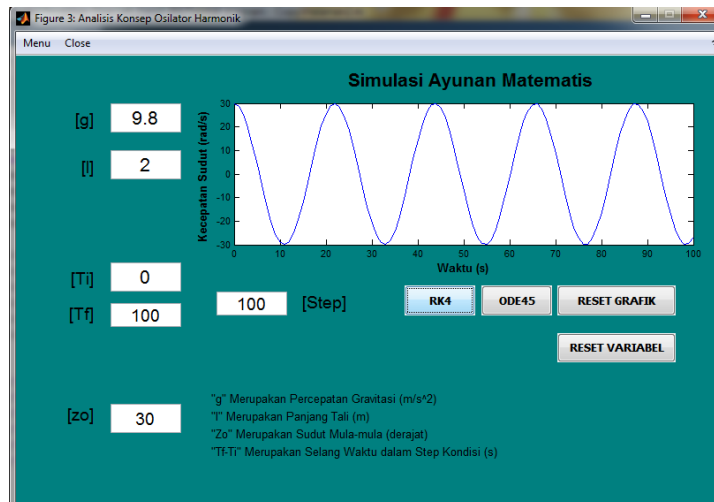 Figure 3: Analisis Konsep Osilator Harmonik
Menu Close
Simulasi Ayunan Matematis
[g] 9.8
[l] 2
Kecepatan Sudut (rad/s)
30
20
10
0
-10
-20
-30
0 10 20 30 40 50 60 70 80 90 100
Waktu (s)
[Ti] 0
[Tf] 100
100 [Step]
RK4 ODE45 RESET GRAFIK
RESET VARIABEL
[zo] 30
"g" Merupakan Percepatan Gravitasi (m/s^2)
"l" Merupakan Panjang Tali (m)
"Zo" Merupakan Sudut Mula-mula (derajat)
"Tf-Ti" Merupakan Selang Waktu dalam Step Kondisi (s)